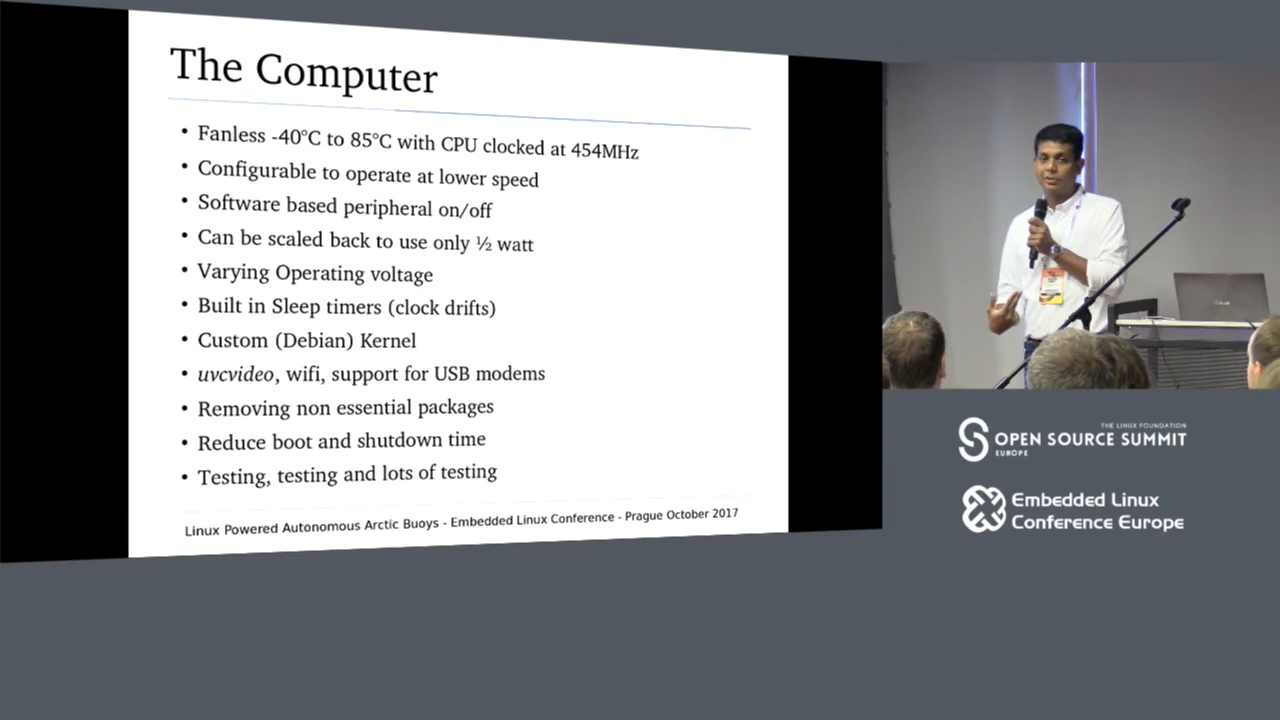 The Computer
• Fanless -40°C to 85°C with CPU clocked at 454MHz
• Configurable to operate at lower speed
• Software based peripheral on/off
• Can be scaled back to use only ½ watt
• Varying Operating voltage
• Built in Sleep timers (clock drifts)
• Custom (Debian) Kernel
• uvcvideo, wifi, support for USB modems
• Removing non essential packages
• Reduce boot and shutdown time
• Testing, testing and lots of testing
Linux Powered Autonomous Arctic Buoys - Embedded Linux Conference - Prague October 2017
THE LINUX FOUNDATION
OPEN SOURCE SUMMIT
EUROPE
Embedded Linux
Conference Europe